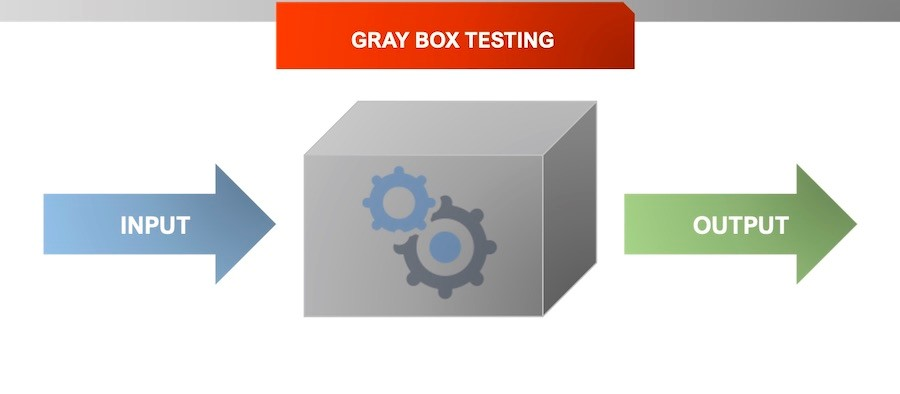 GRAY BOX TESTING
INPUT
OUTPUT